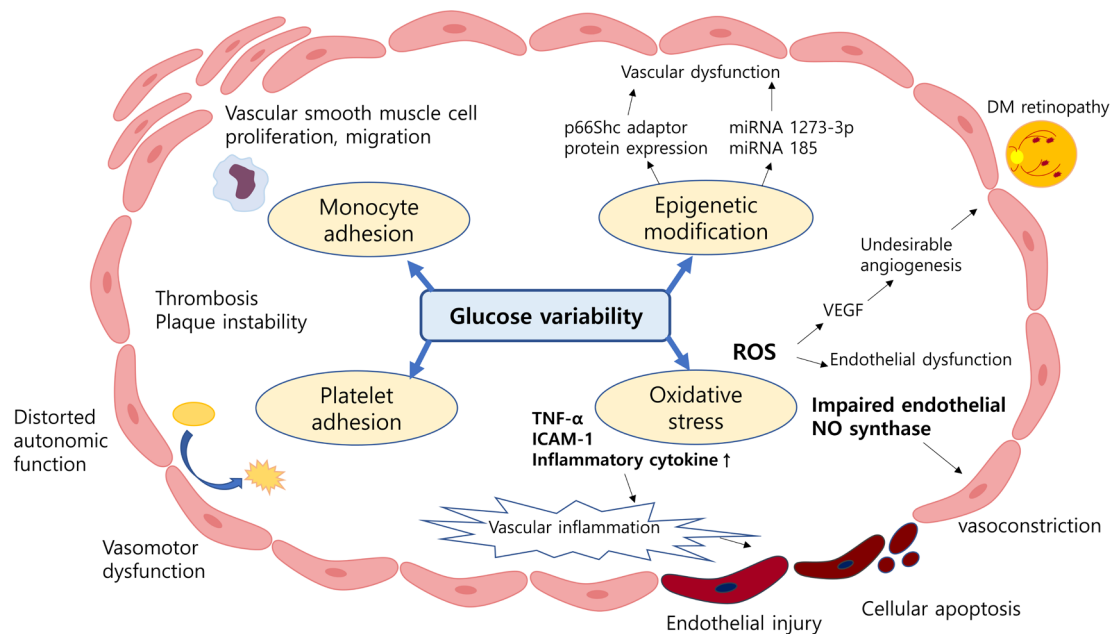 Vascular dysfunction
p66Shc adaptor
protein expression
miRNA 1273-3p
miRNA 185
DM retinopathy
Vascular smooth muscle cell
proliferation, migration
Monocyte
adhesion
Epigenetic
modification
Undesirable
angiogenesis
Thrombosis
Plaque instability
Glucose variability
VEGF
ROS
Endothelial dysfunction
Platelet
adhesion
Oxidative
stress
Impaired endothelial
NO synthase
TNF-α
ICAM-1
Inflammatory cytokine↑
Distorted
autonomic
function
Vascular inflammation
vasoconstriction
Vasomotor
dysfunction
Endothelial injury
Cellular apoptosis